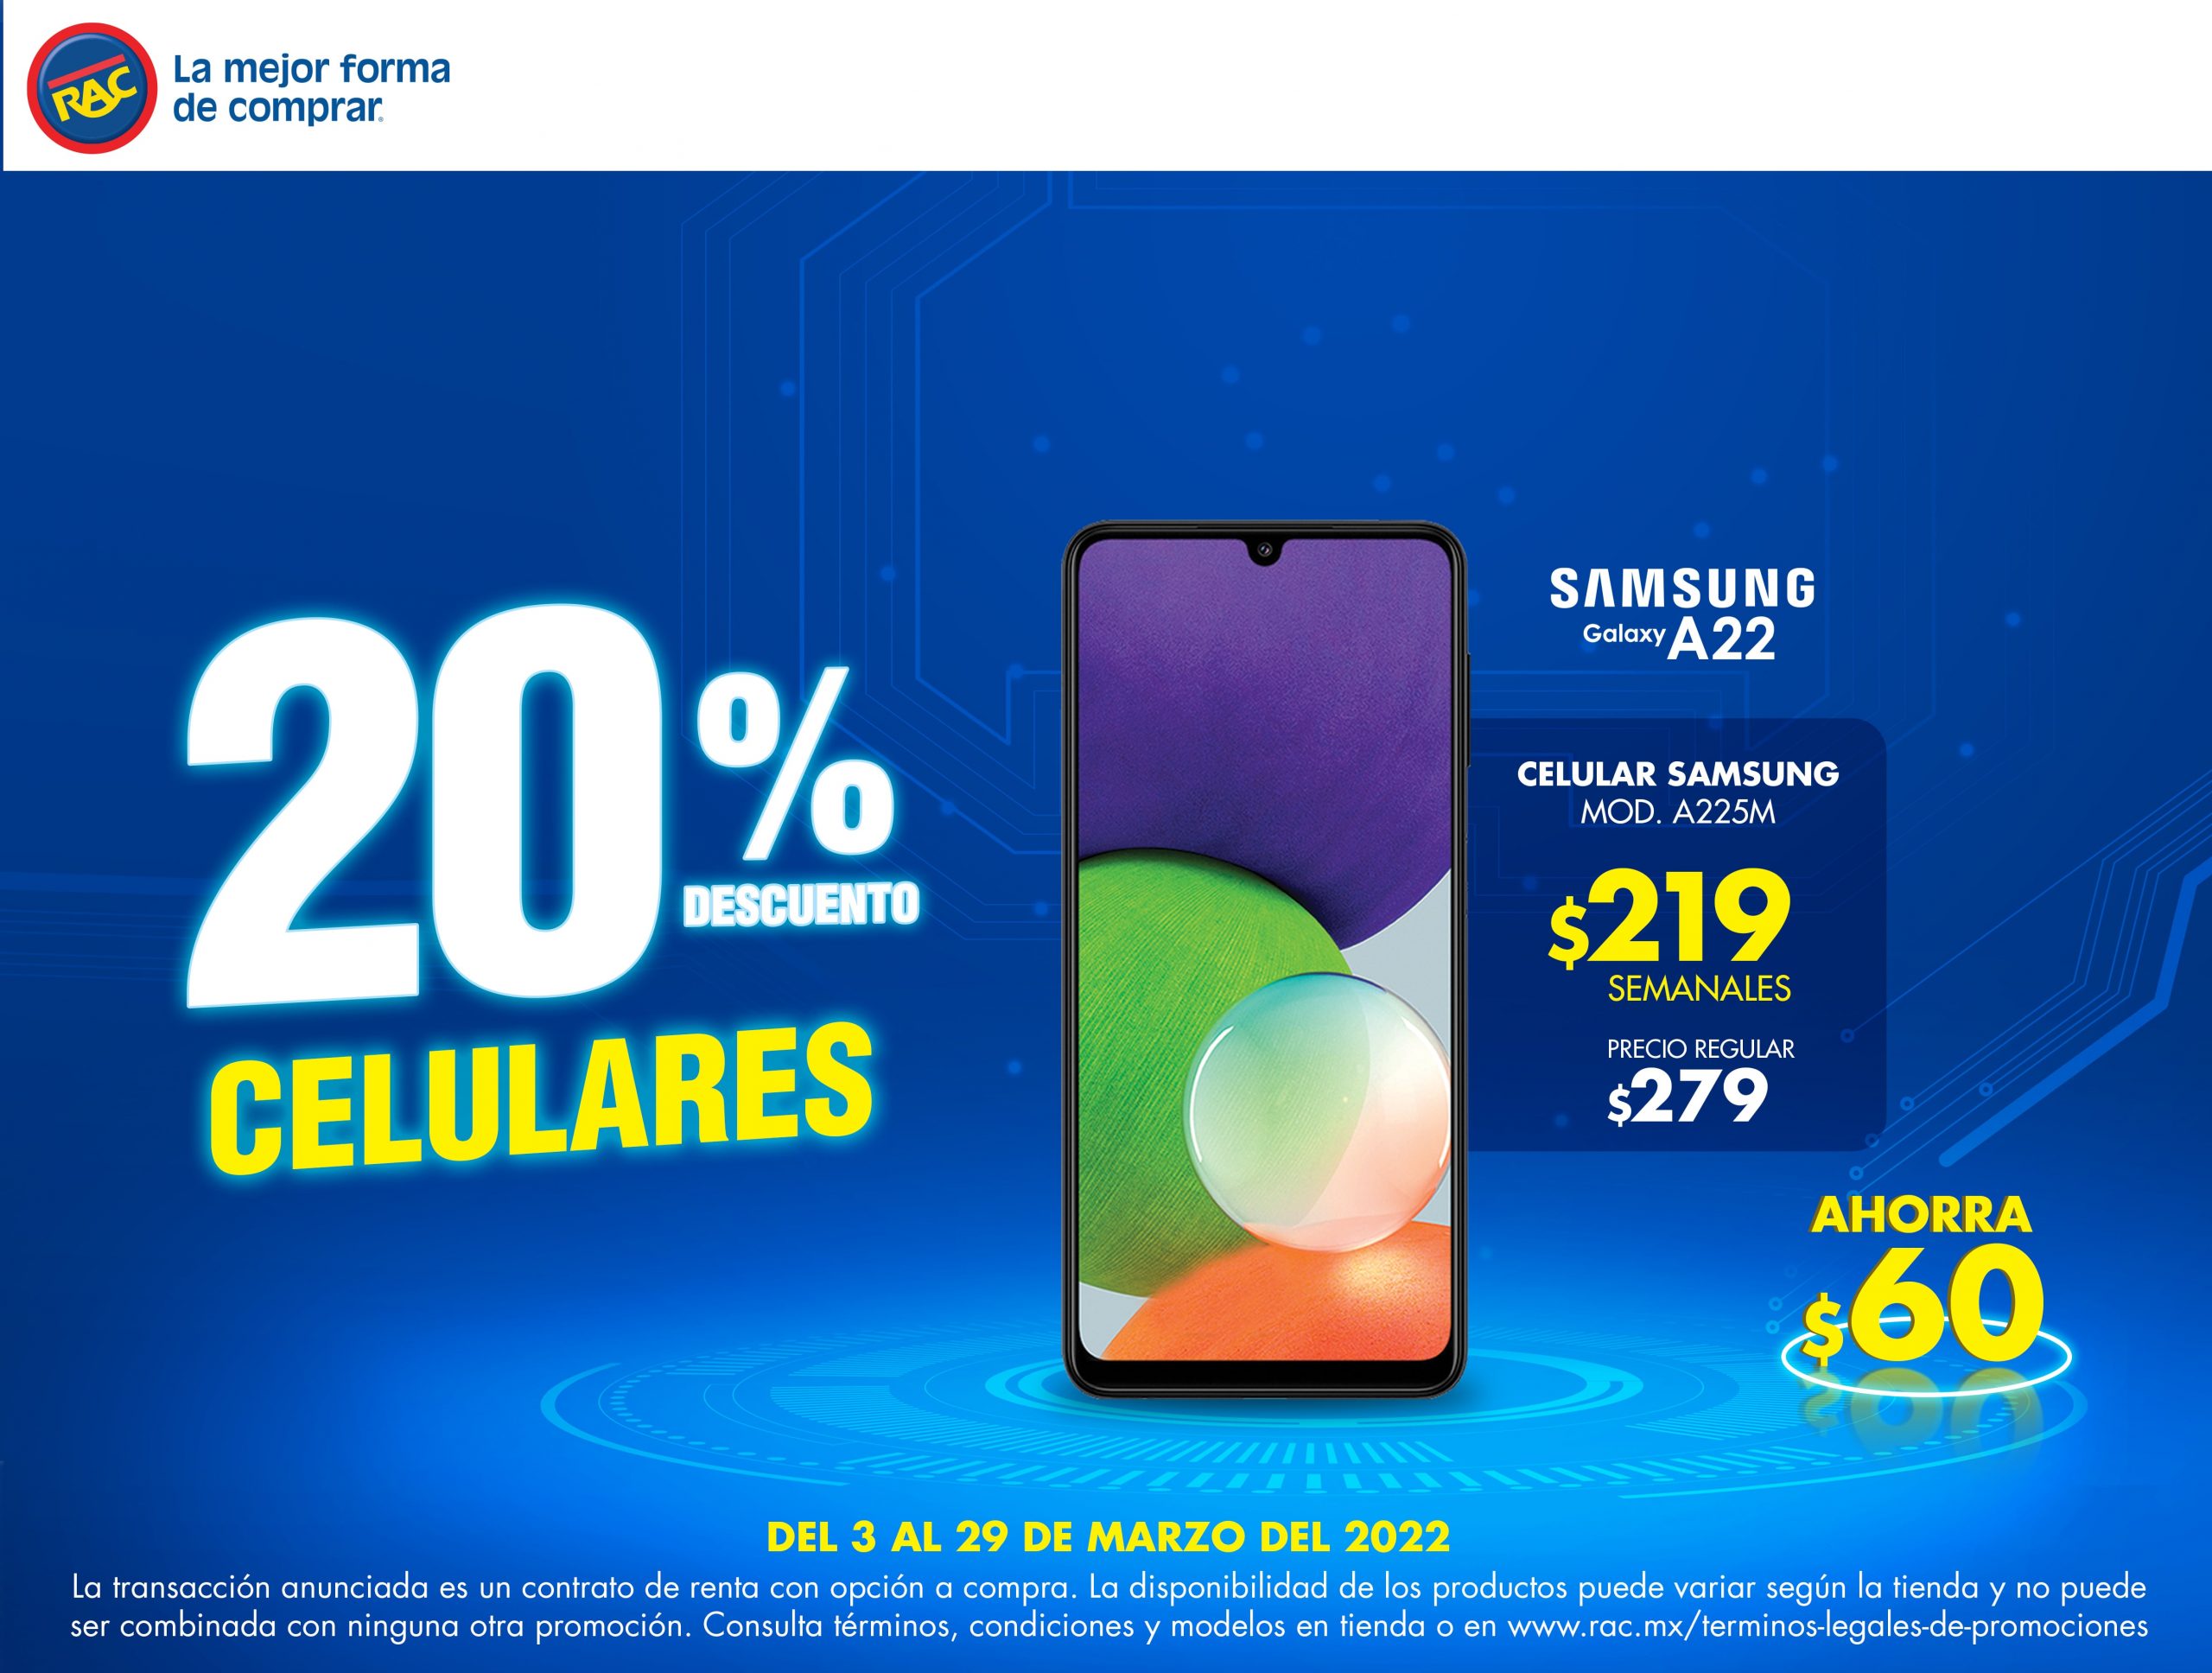 RAC
La mejor forma
de comprar®
20%
DESCUENTO
CELULARES
SAMSUNG
Galaxy A22
CELULAR SAMSUNG
MOD. A225M
$219
SEMANALES
PRECIO REGULAR
$279
AHORRA
$60
DEL 3 AL 29 DE MARZO DEL 2022
La transacción anunciada es un contrato de renta con opción a compra. La disponibilidad de los productos puede variar según la tienda y no puede
ser combinada con ninguna otra promoción. Consulta términos, condiciones y modelos en tienda o en www.rac.mx/terminos-legales-de-promociones